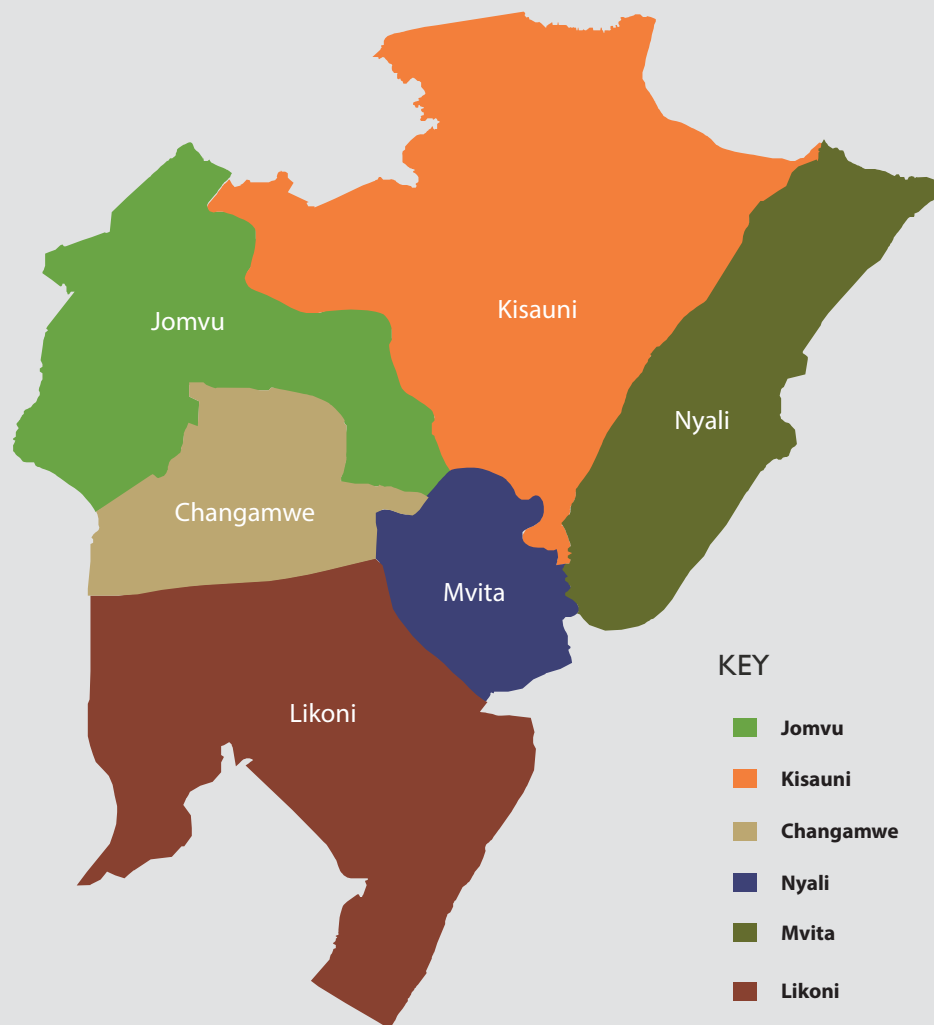 Kisauni
Jomvu
Nyali
Changamwe
Mvita
Likoni
KEY
Jomvu
Kisauni
Changamwe
Nyali
Mvita
Likoni